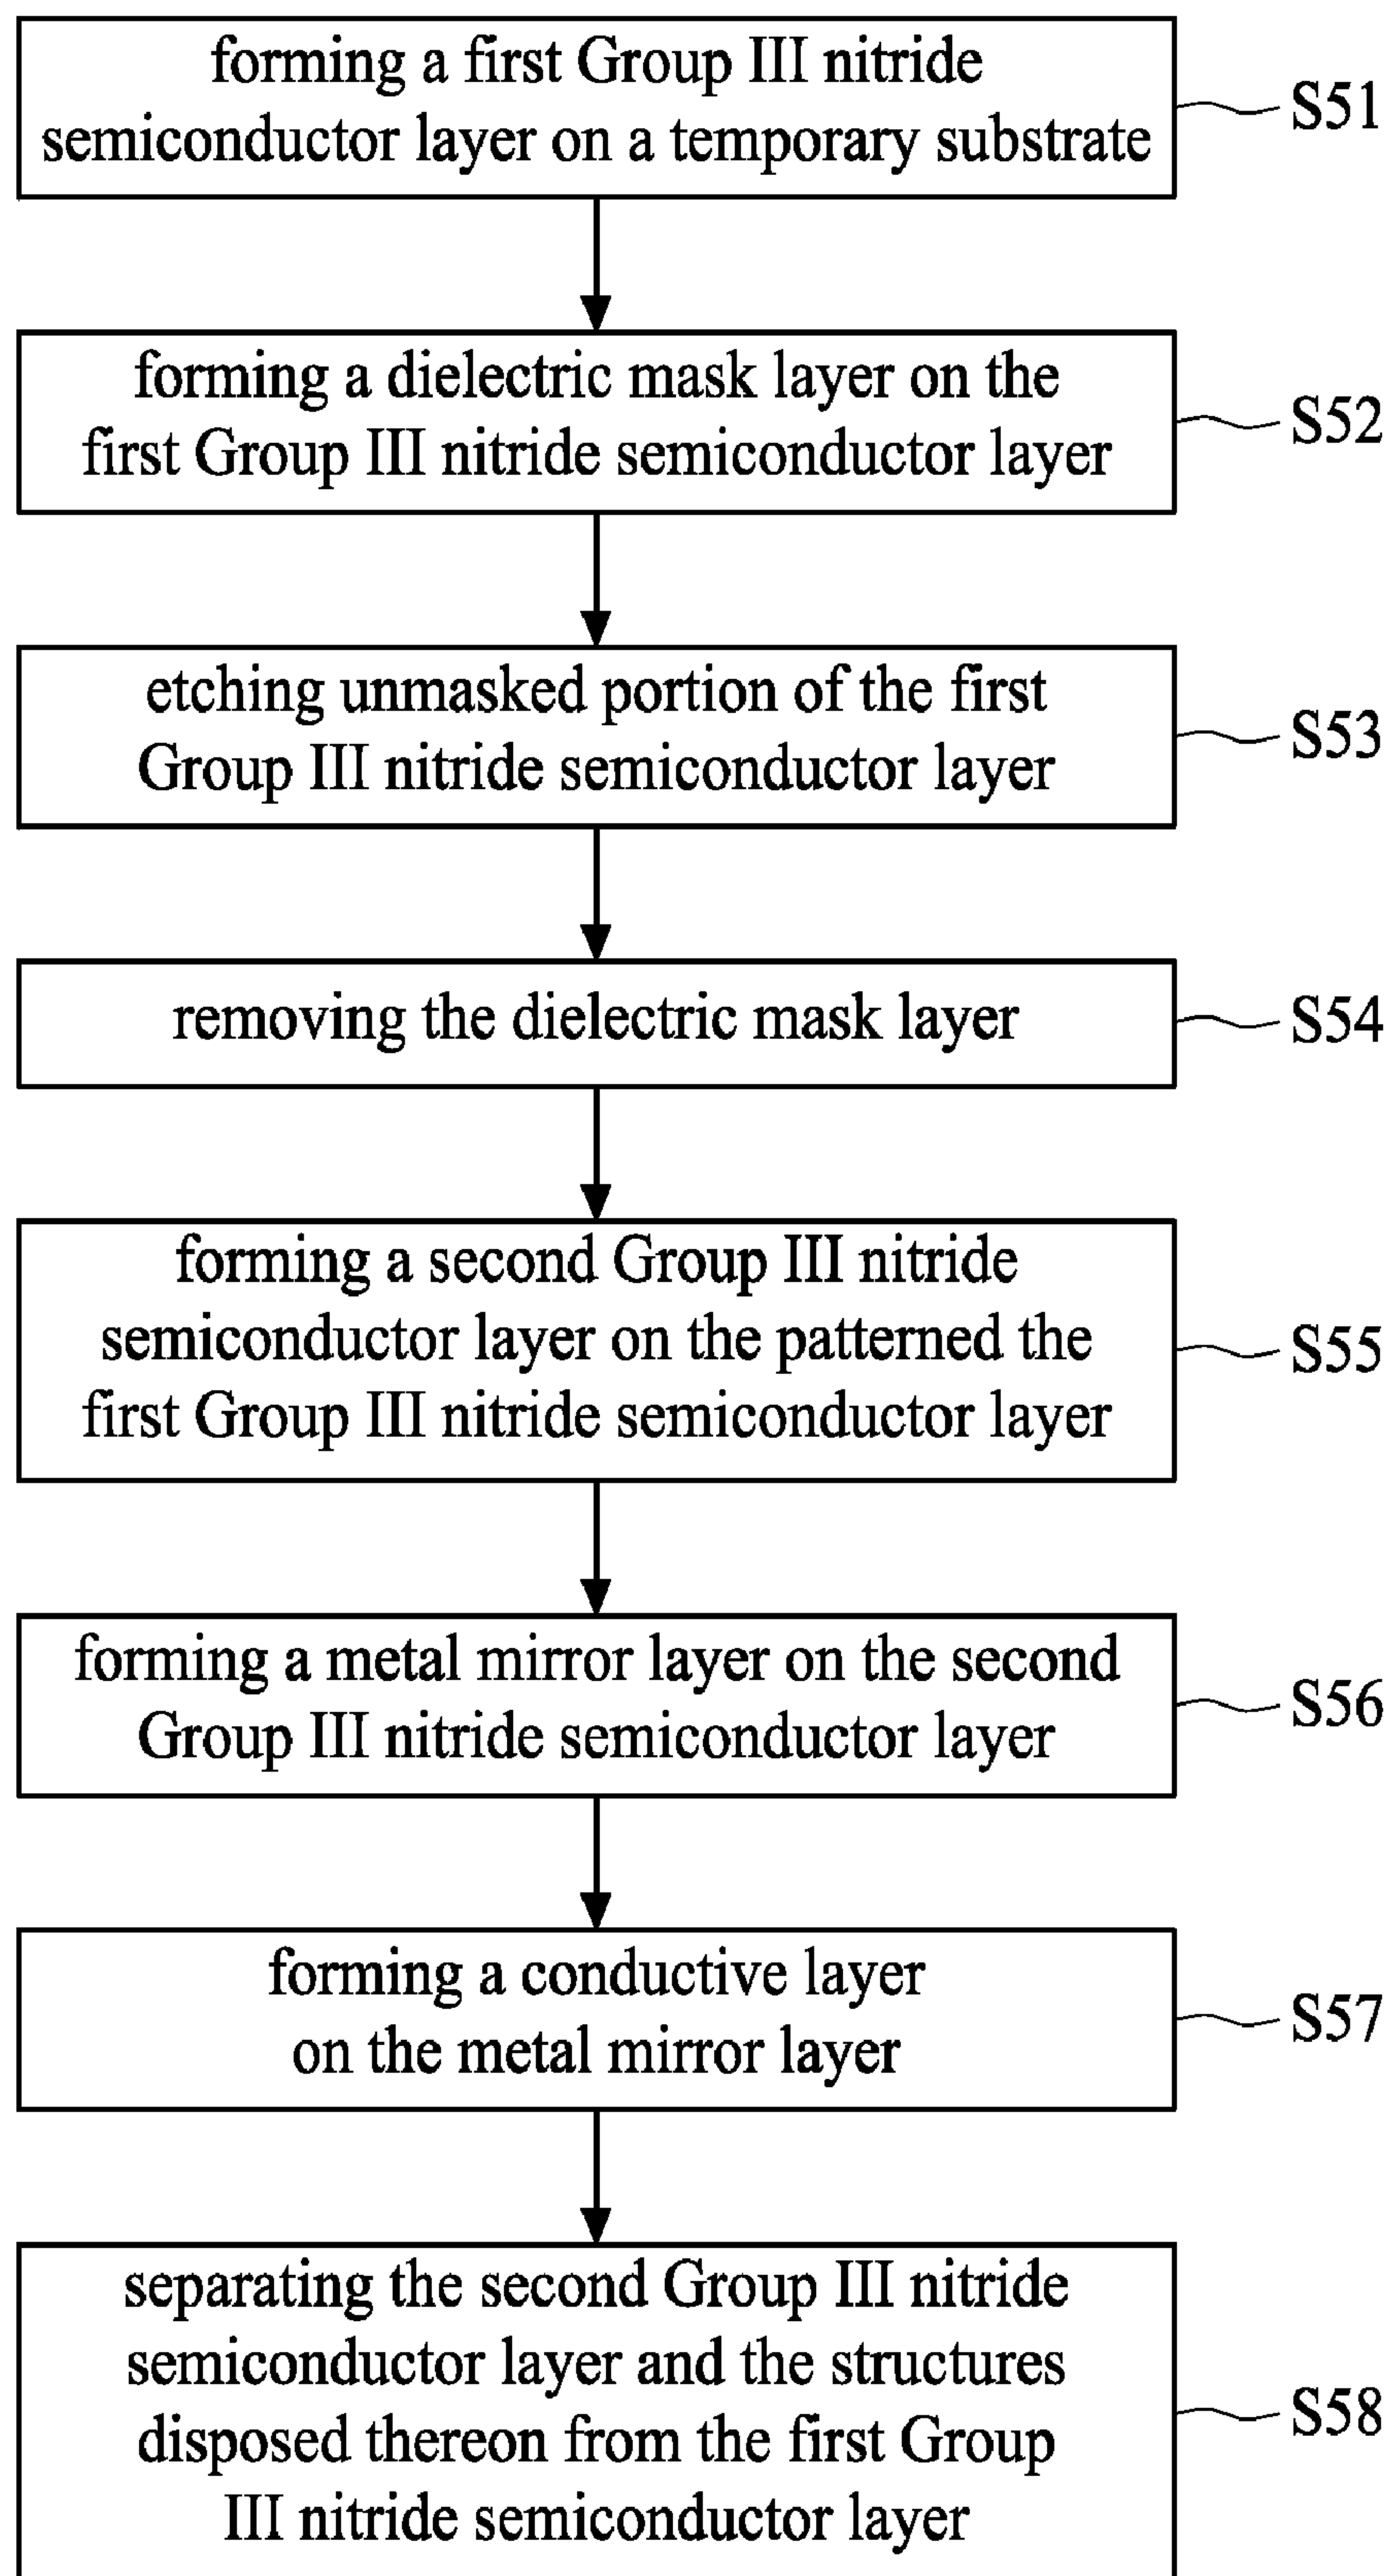 forming a first Group III nitride
semiconductor layer on a temporary substrate
S51
forming a dielectric mask layer on the
first Group III nitride semiconductor layer
S52
etching unmasked portion of the first
Group III nitride semiconductor layer
S53
removing the dielectric mask layer
S54
forming a second Group III nitride
semiconductor layer on the patterned the
first Group III nitride semiconductor layer
S55
forming a metal mirror layer on the second
Group III nitride semiconductor layer
S56
forming a conductive layer
on the metal mirror layer
S57
separating the second Group III nitride
semiconductor layer and the structures
disposed thereon from the first Group
III nitride semiconductor layer
S58